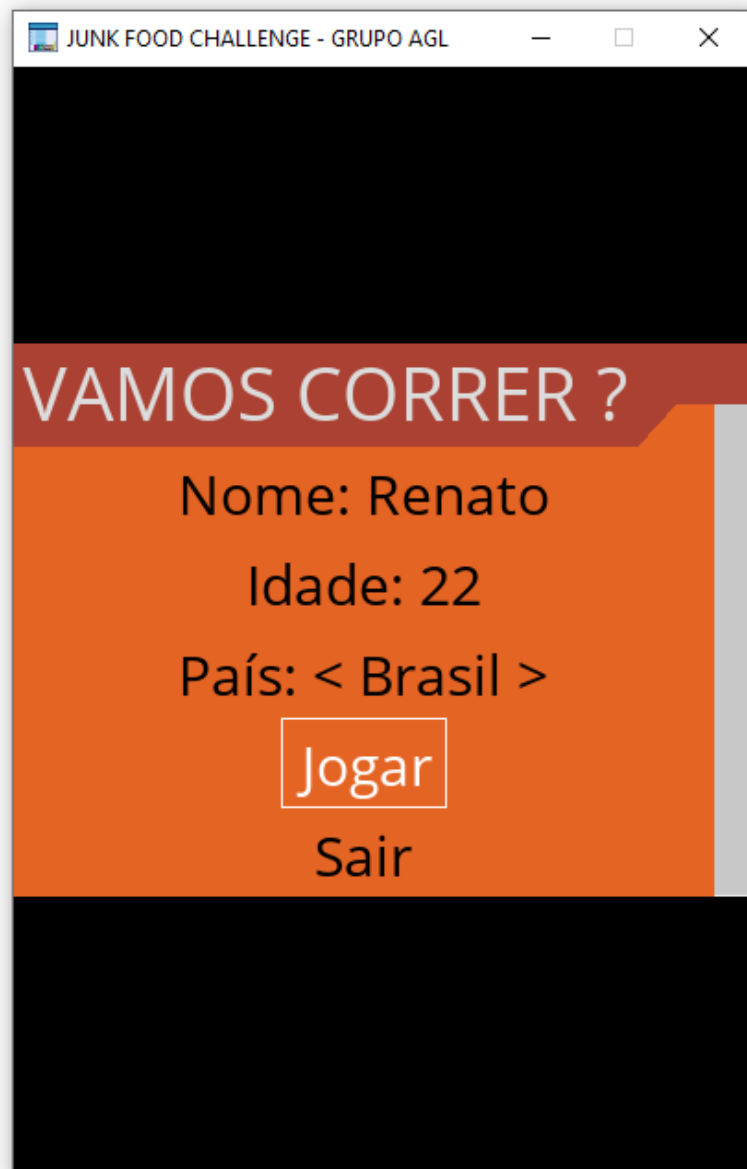 JUNK FOOD CHALLENGE - GRUPO AGL
VAMOS CORRER ?
Nome: Renato
Idade: 22
País: < Brasil >
Jogar
Sair